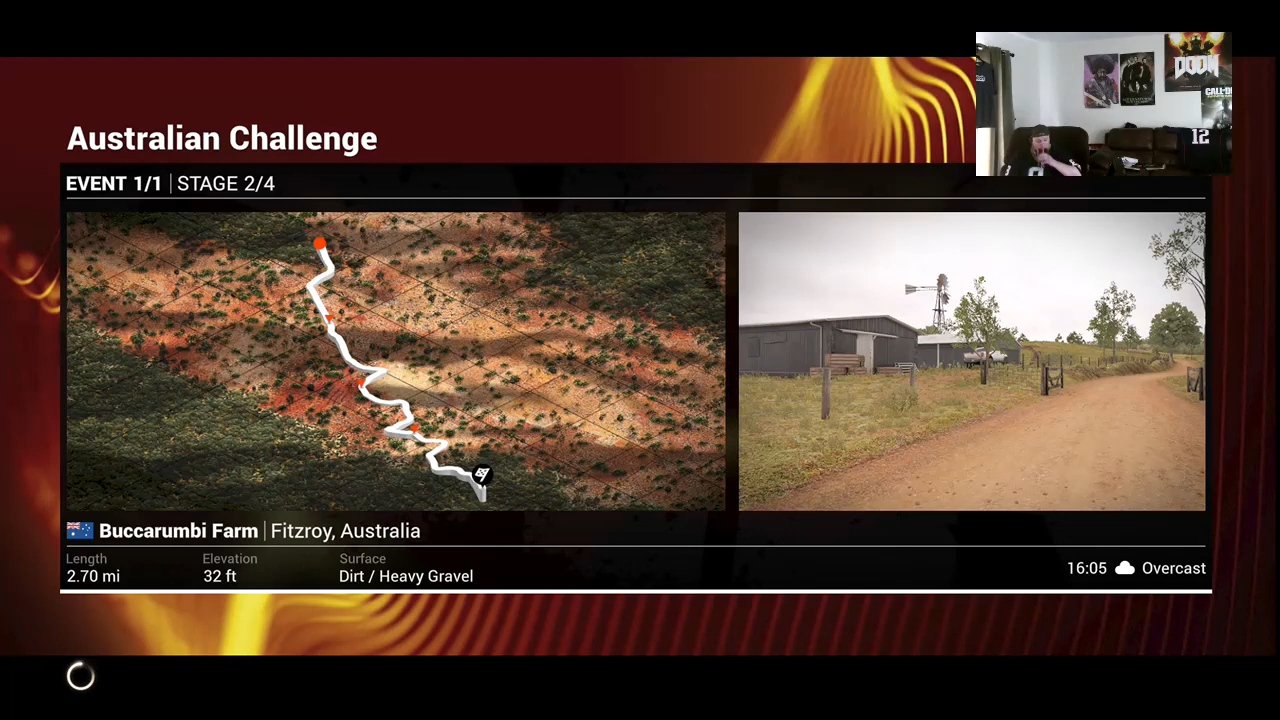 DOOM
CALL OF
12
Australian Challenge
EVENT 1/1 | STAGE 2/4
Buccarumbi Farm | Fitzroy, Australia
Length
Elevation
Surface
2.70 mi
32 ft
Dirt / Heavy Gravel
16:05
Overcast